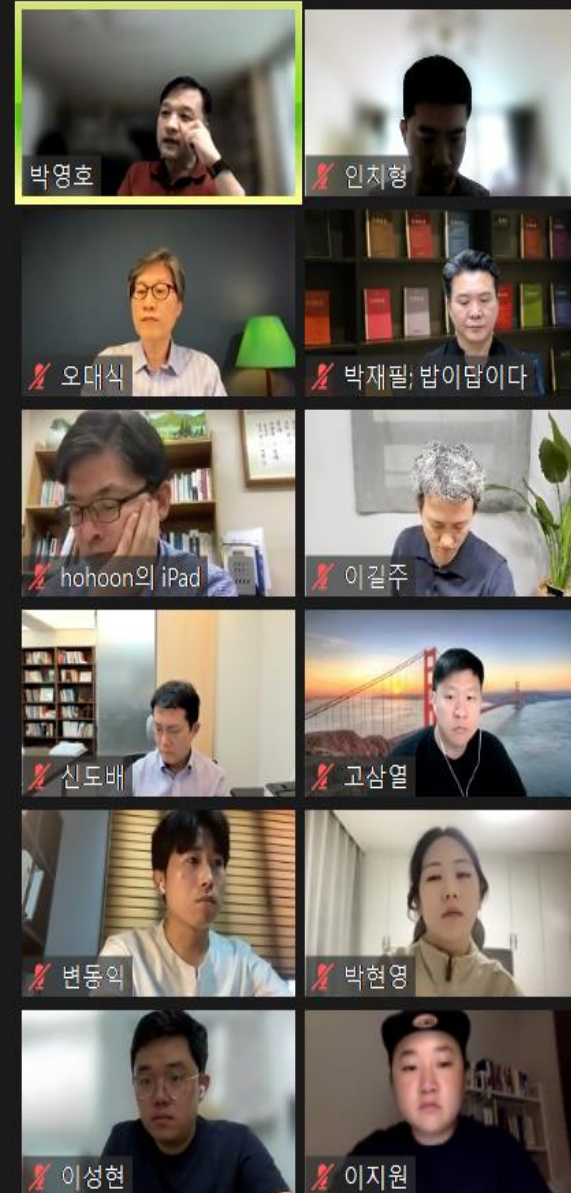 박영호
인치형
오대식
박재필; 밥이답이다
hohoon의 iPad
이길주
신도배
고삼열
변동익
박현영
이성현
이지원